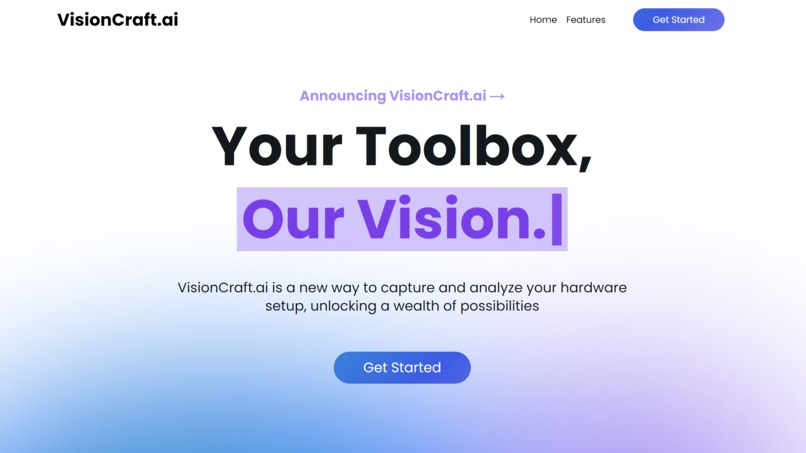 VisionCraft.ai
Home Features Get Started
Announcing VisionCraft.ai →
Your Toolbox,
Our Vision.|
VisionCraft.ai is a new way to capture and analyze your hardware
setup, unlocking a wealth of possibilities
Get Started